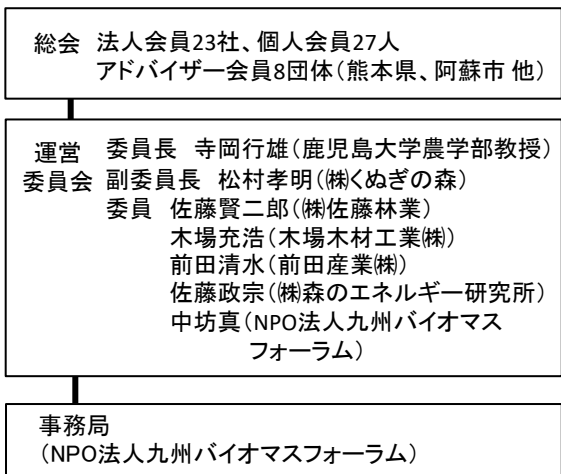 総会 法人会員23社、個人会員27人
アドバイザー会員8団体(熊本県、阿蘇市 他)
運営 委員長 寺岡行雄(鹿児島大学農学部教授)
委員会 副委員長 松村孝明(㈱くぬぎの森)
委員 佐藤賢二郎(㈱佐藤林業)
木場充浩(木場木材工業㈱)
前田清水(前田産業㈱)
佐藤政宗(㈱森のエネルギー研究所)
中坊真(NPO法人九州バイオマス
フォーラム)
事務局
(NPO法人九州バイオマスフォーラム)